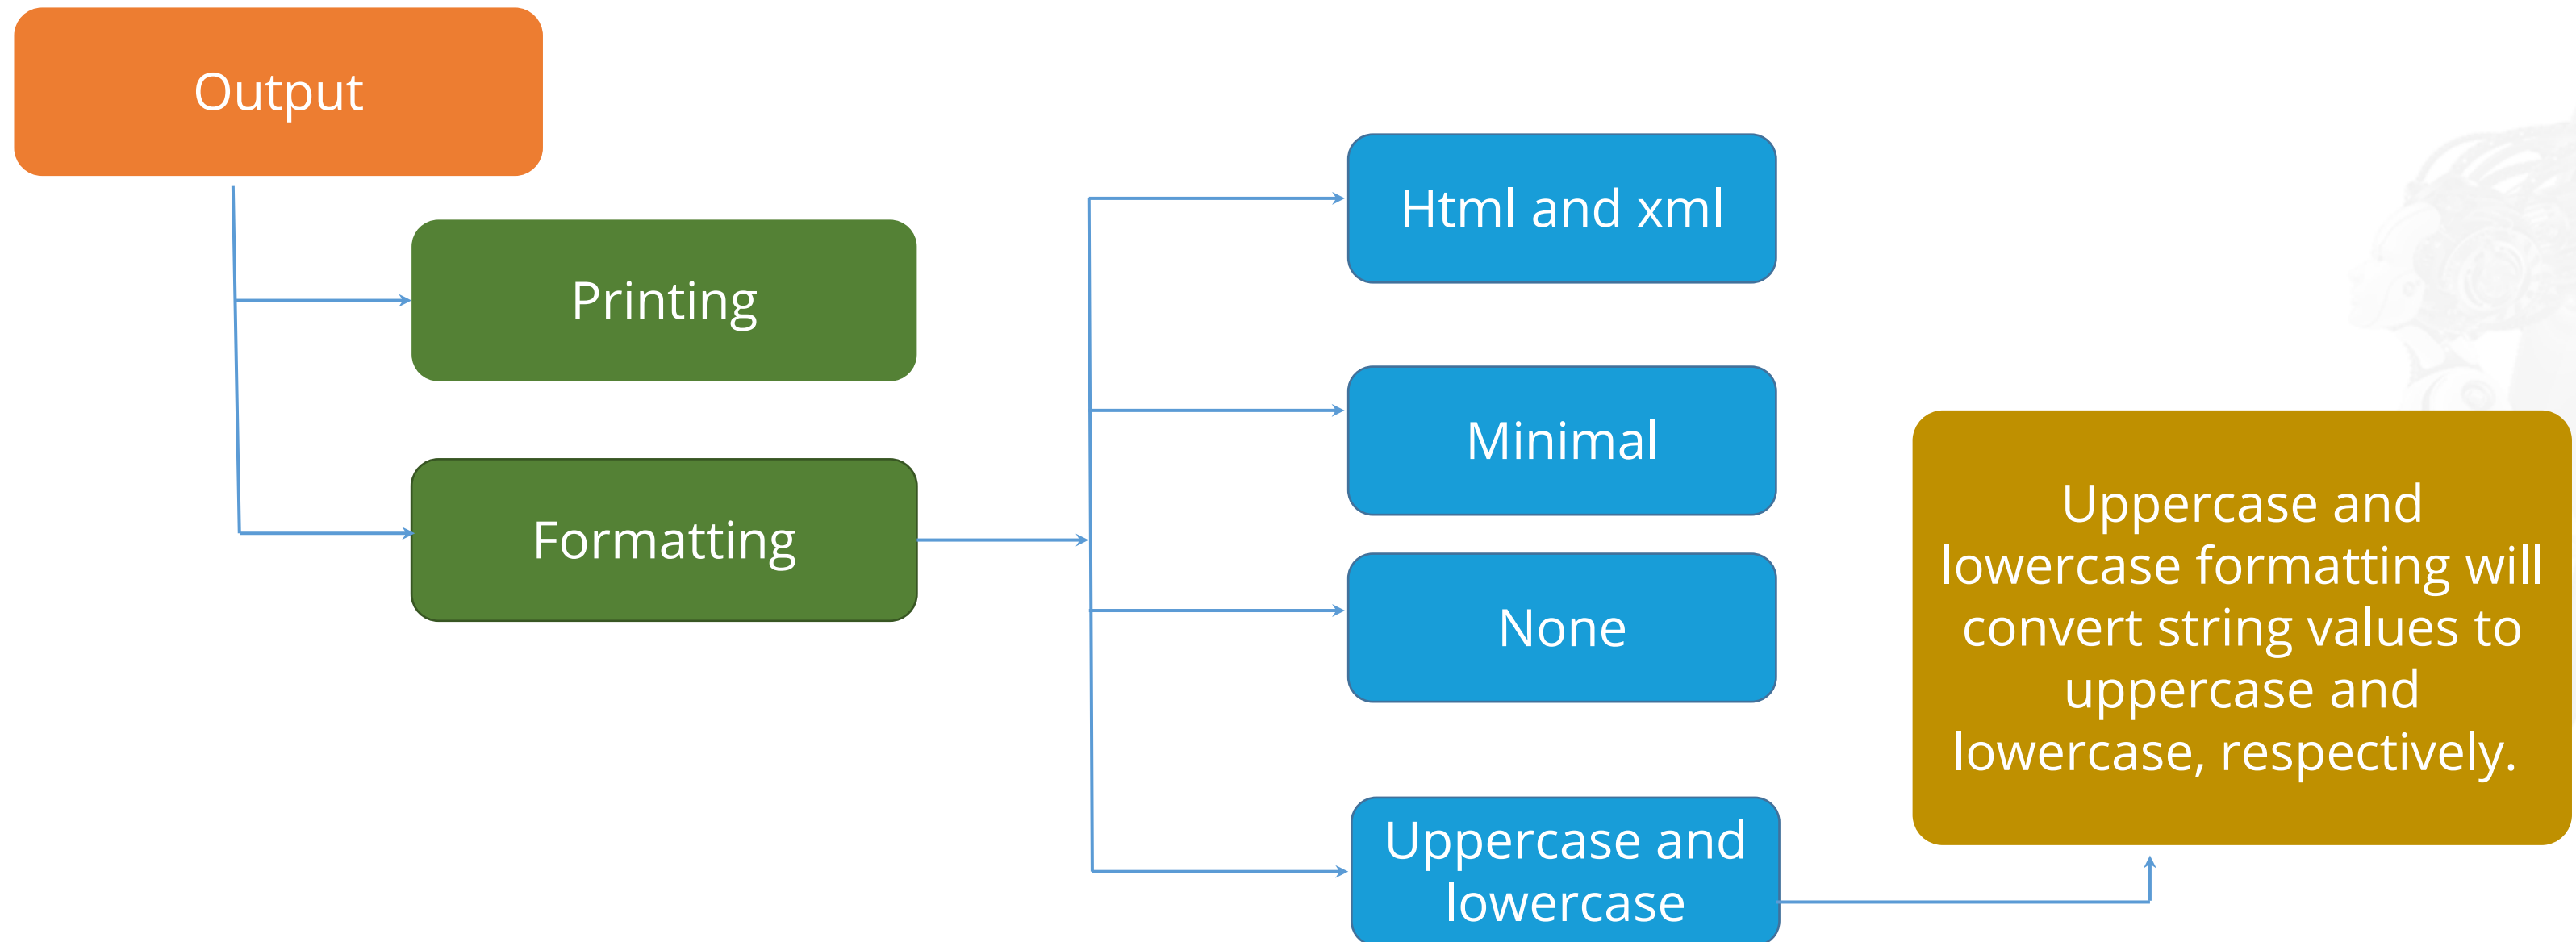 Output
Printing
Formatting
Html and xml
Minimal
None
Uppercase and
lowercase
Uppercase and
lowercase formatting will
convert string values to
uppercase and
lowercase, respectively.